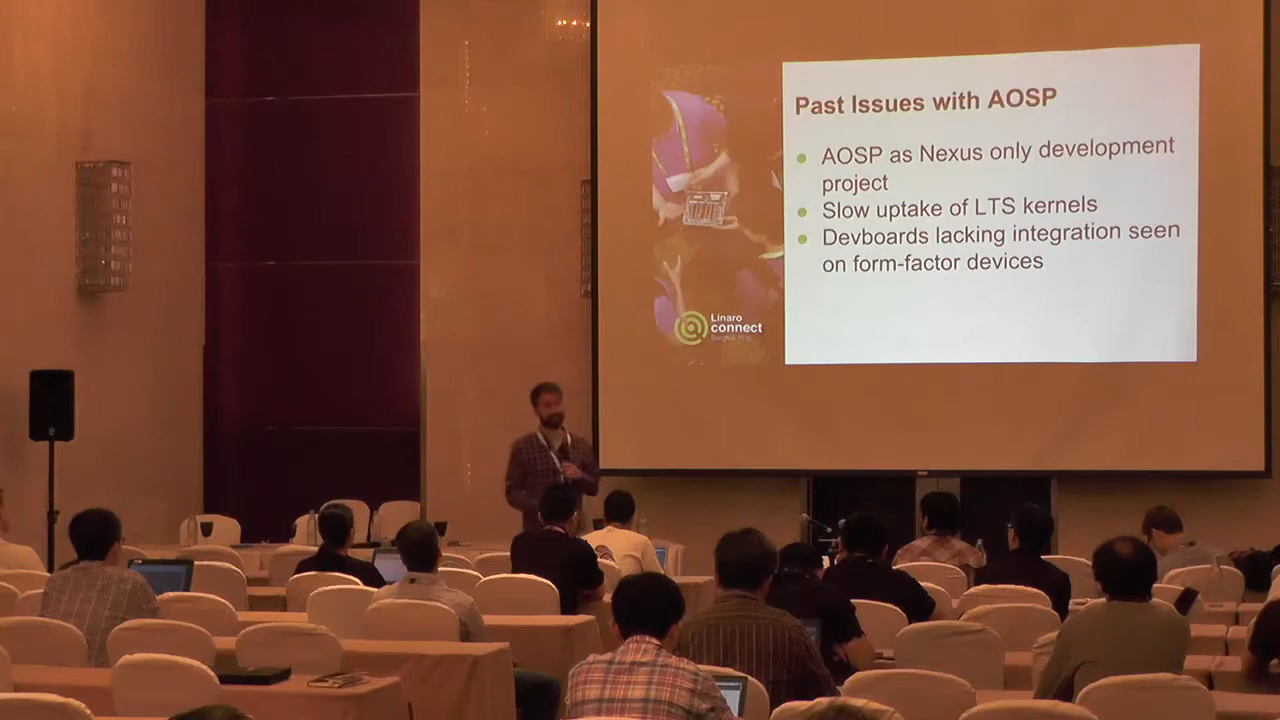 Past Issues with AOSP
AOSP as Nexus only development
project
Slow uptake of LTS kernels
Devboards lacking integration seen
on form-factor devices
Linaro
connect